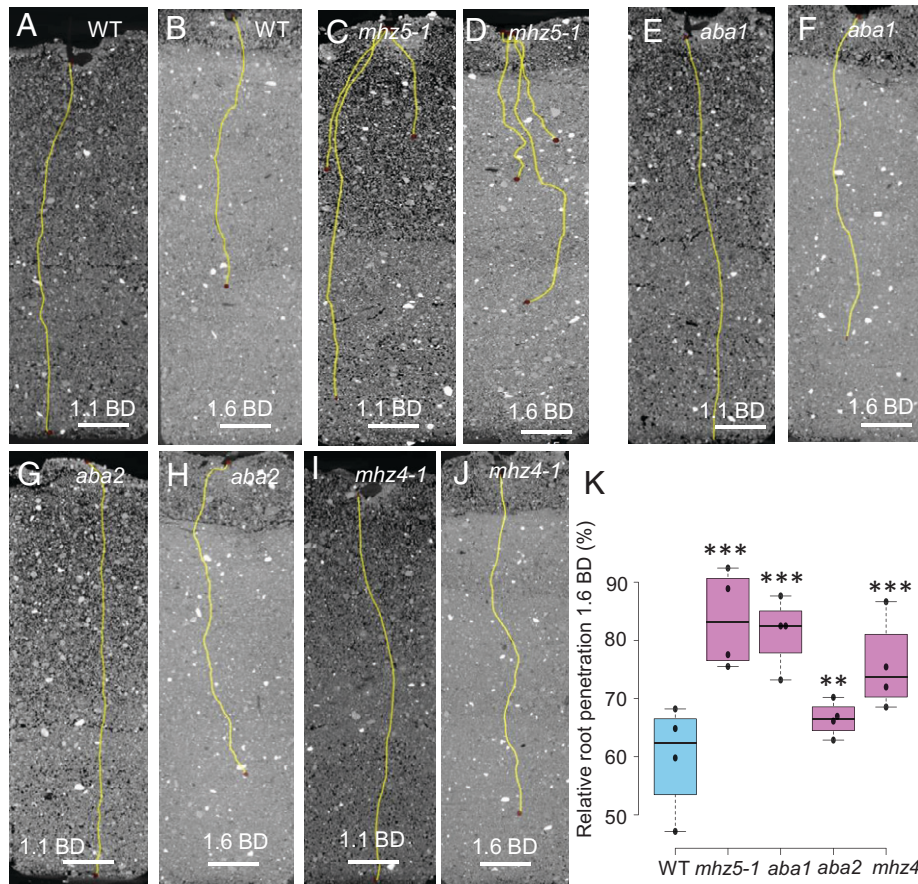 A WT
B WT
C mhz5-1
D mhz5-1
E aba1
F aba1
1.1 BD
1.6 BD
1.1 BD
1.6 BD
1.1 BD
1.6 BD
G aba2
H aba2
I mhz4-1
J mhz4-1
1.1 BD
1.6 BD
1.1 BD
1.6 BD
K
Relative root penetration 1.6 BD (%)
90
80
70
60
50
***
***
**
***
WT mhz5-1 aba1 aba2 mhz4